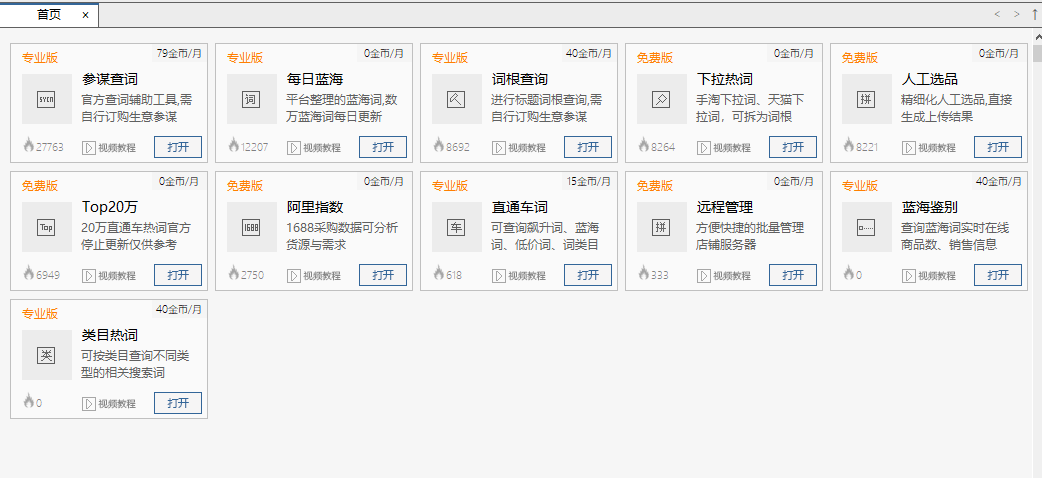 首页 ×
< > ↑
专业版 79金币/月
参谋查词
SYCM
官方查词辅助工具,需
自行订购生意参谋
27763 视频教程 打开
专业版 0金币/月
每日蓝海
词
平台整理的蓝海词,数
万蓝海词每日更新
12207 视频教程 打开
专业版 40金币/月
词根查询
进行标题词根查询,需
自行订购生意参谋
8692 视频教程 打开
免费版 0金币/月
下拉热词
手淘下拉词、天猫下
拉词，可拆为词根
8264 视频教程 打开
免费版 0金币/月
人工选品
拼
精细化人工选品,直接
生成上传结果
8221 视频教程 打开
免费版 0金币/月
Top20万
Top
20万直通车热词官方
停止更新仅供参考
6949 视频教程 打开
免费版 0金币/月
阿里指数
1688
1688采购数据可分析
货源与需求
2750 视频教程 打开
专业版 15金币/月
直通车词
车
可查询飙升词、蓝海
词、低价词、词类目
618 视频教程 打开
免费版 0金币/月
远程管理
拼
方便快捷的批量管理
店铺服务器
333 视频教程 打开
专业版 40金币/月
蓝海鉴别
查询蓝海词实时在线
商品数、销售信息
0 视频教程 打开
专业版 40金币/月
类目热词
类
可按类目查询不同类
型的相关搜索词
0 视频教程 打开